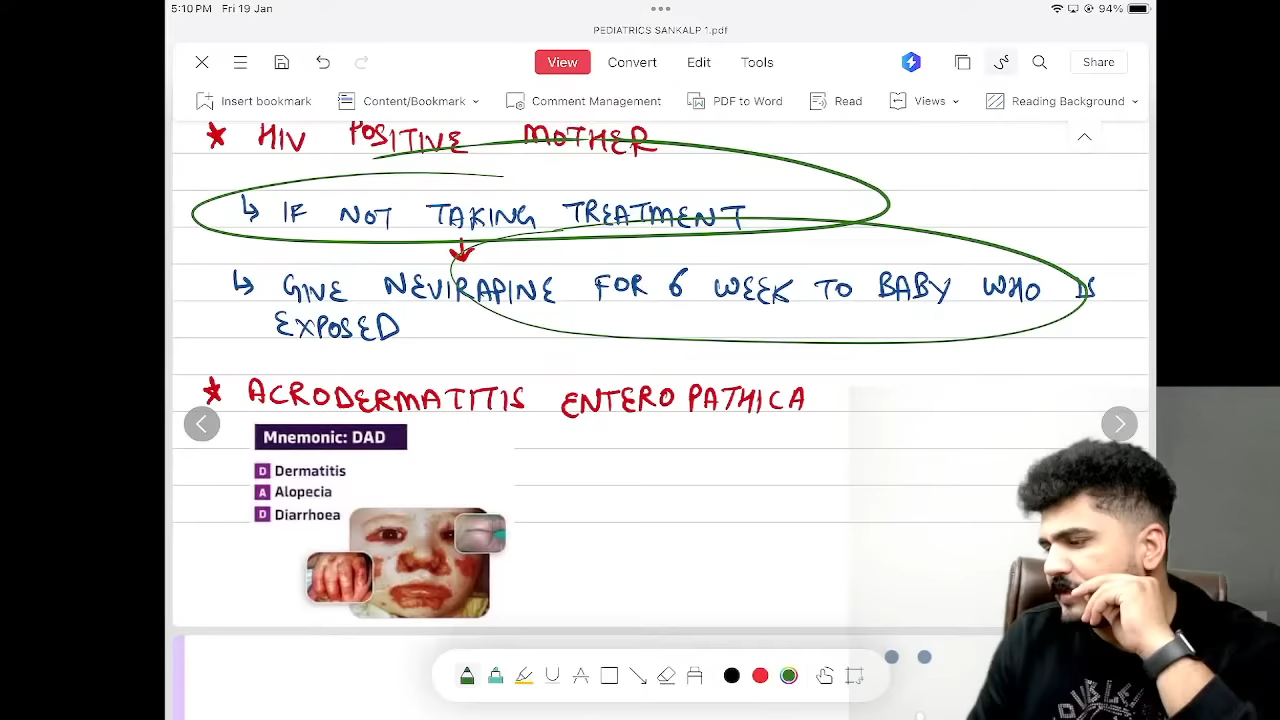 5:10 PM Fri 19 Jan
94%
PEDIATRICS SANKALP 1.pdf
View Convert Edit Tools
Share
Insert bookmark Content/Bookmark Comment Management PDF to Word Read Views Reading Background
★ HIV POSITIVE MOTHER
↳ IF NOT TAKING TREATMENT
↳ GIVE NEVIRAPINE FOR 6 WEEK TO BABY WHO IS
EXPOSED
★ ACRODERMATITIS ENTEROPATHICA
Mnemonic: DAD
D Dermatitis
A Alopecia
D Diarrhoea